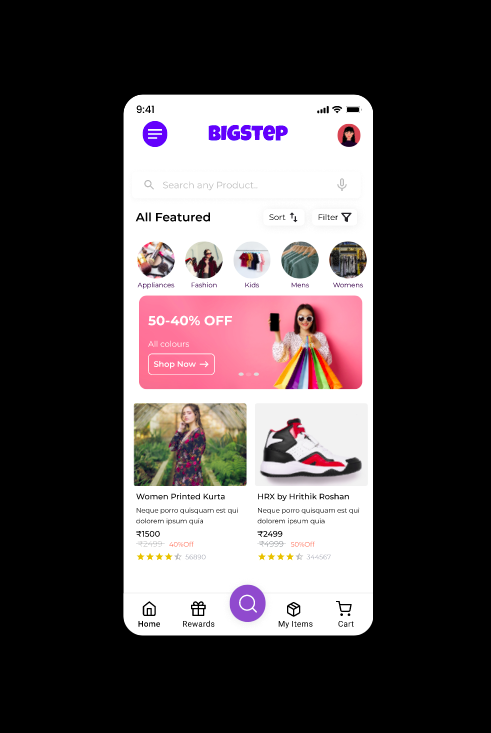 9:41
BIGSTEP
Search any Product..
All Featured
Sort
Filter
Appliances
Fashion
Kids
Mens
Womens
50-40% OFF
All colours
Shop Now
Women Printed Kurta
HRX by Hrithik Roshan
Neque porro quisquam est qui
dolorem ipsum quia
Neque porro quisquam est qui
dolorem ipsum quia
₹1500
₹2499
₹2499 40%Off
₹4999 50%Off
56890
344567
Home
Rewards
My Items
Cart